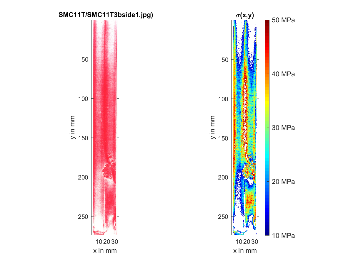 SMC11T/SMC11T3bside1.jpg)
σ(x,y)
50 MPa
40 MPa
30 MPa
20 MPa
10 MPa
50
100
150
200
250
y in mm
10 20 30
x in mm
50
100
150
200
250
y in mm
10 20 30
x in mm